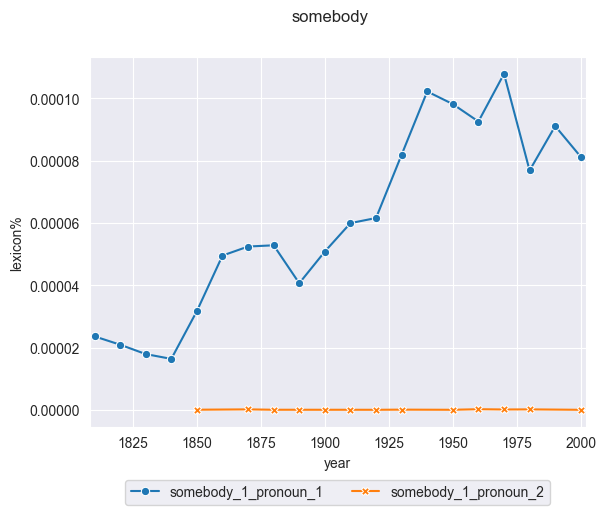 somebody
0.00010
0.00008
0.00006
0.00004
0.00002
0.00000
lexicon%
1825 1850 1875 1900 1925 1950 1975 2000
year
somebody_1_pronoun_1 somebody_1_pronoun_2